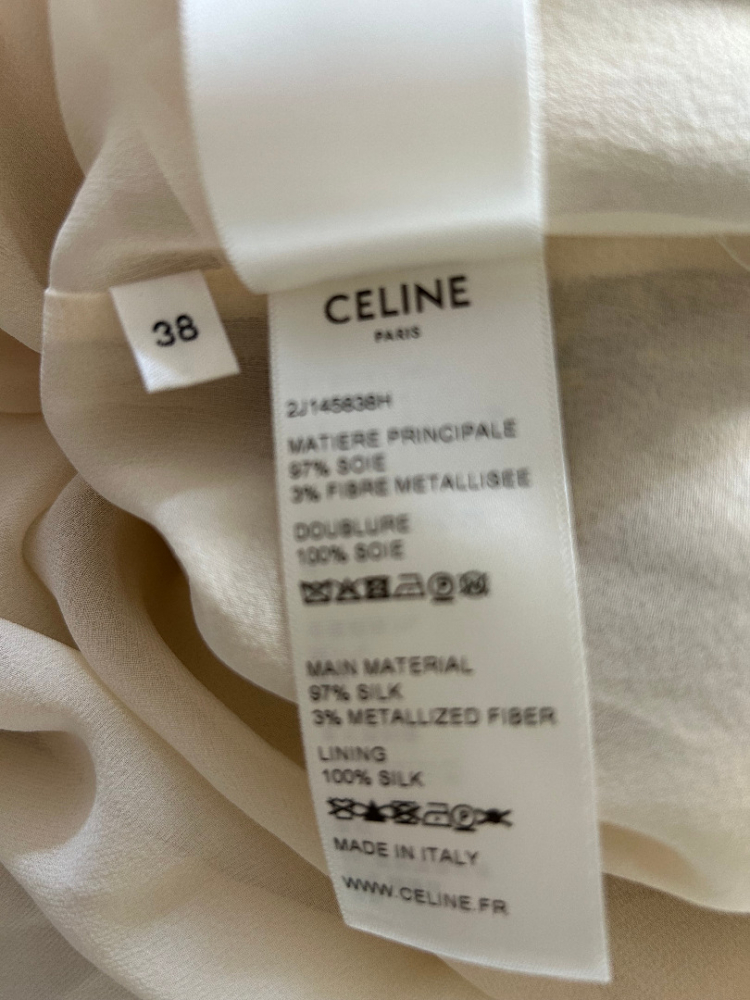 38
CELINE
PARIS
2J145838H
MATIERE PRINCIPALE
97% SOIE
3% FIBRE METALLISEE
DOUBLURE
100% SOIE
MAIN MATERIAL
97% SILK
3% METALLIZED FIBER
LINING
100% SILK
MADE IN ITALY
WWW.CELINE.FR